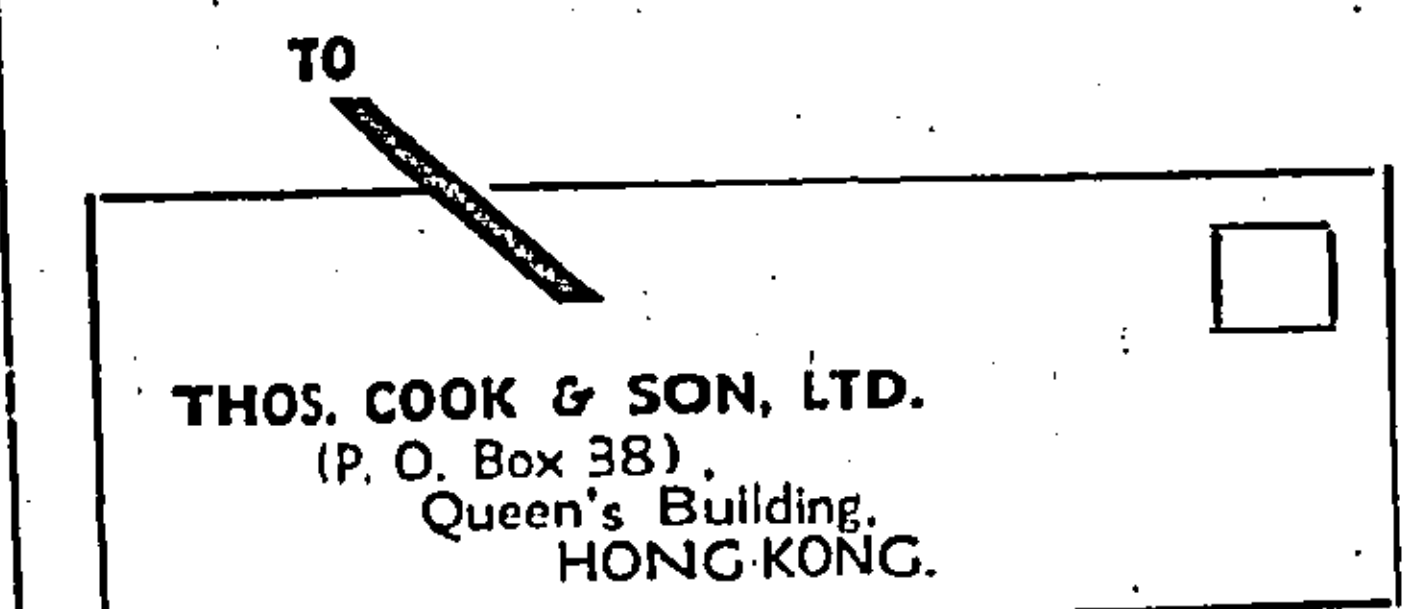 TO
THOS. COOK & SON, LTD.
(P. O. Box 38),
Queen's Building,
HONG KONG.